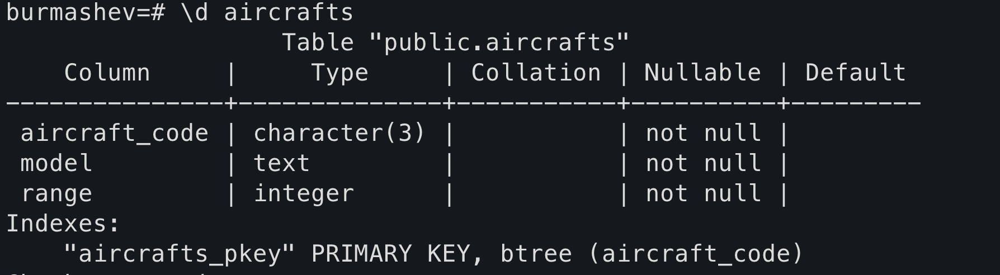 burmashev=# \d aircrafts
Table "public.aircrafts"
Column | Type | Collation | Nullable | Default
---------------+--------------+-----------+----------+---------
aircraft_code | character(3) | | not null |
model | text | | not null |
range | integer | | not null |
Indexes:
"aircrafts_pkey" PRIMARY KEY, btree (aircraft_code)